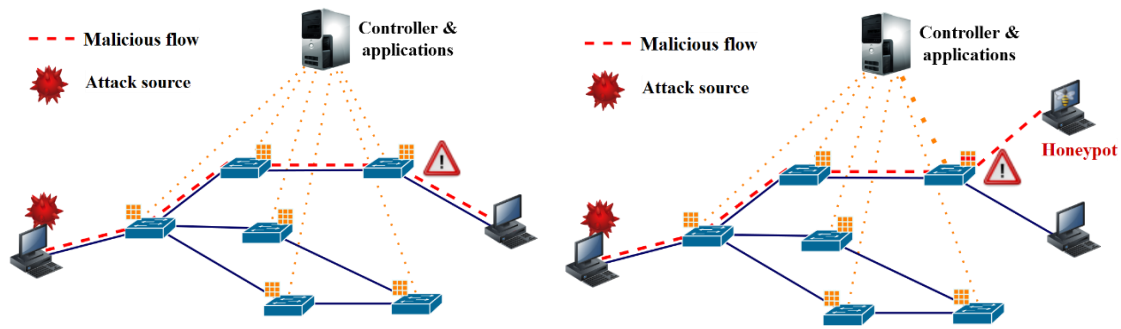 Controller &
applications
Malicious flow
Attack source
Controller &
applications
Malicious flow
Attack source
Honeypot